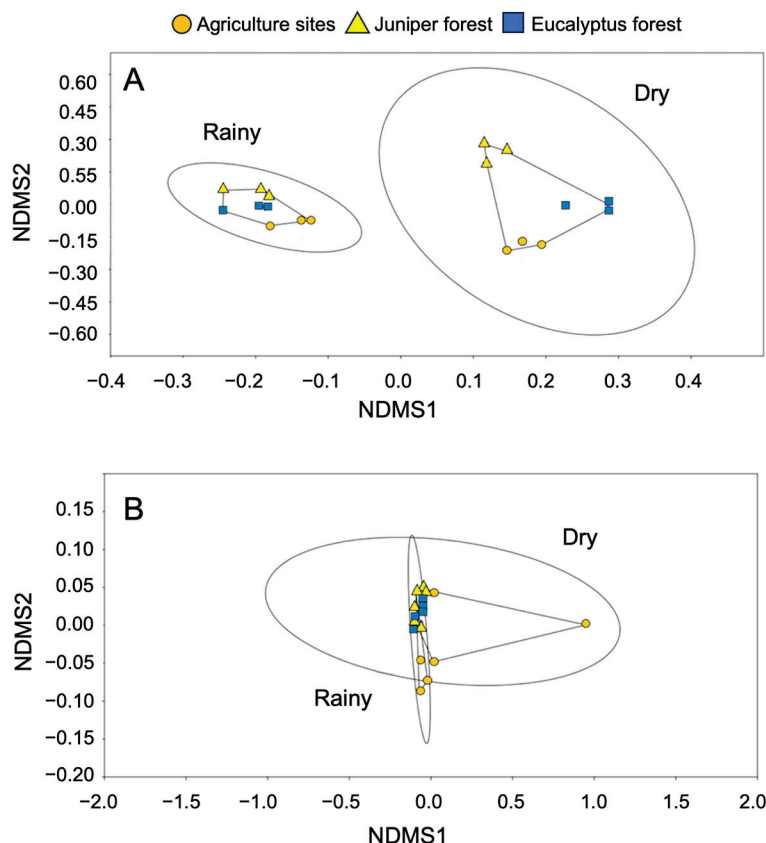 Agriculture sites Juniper forest Eucalyptus forest
A
Dry
Rainy
0.60
0.45
0.30
0.55
0.00
−0.15
−0.30
−0.45
−0.60
NDMS2
−0.4 −0.3 −0.2 −0.1 0.0 0.1 0.2 0.3 0.4
NDMS1
B
Dry
Rainy
0.15
0.10
0.05
0.00
−0.05
−0.10
−0.15
−0.20
NDMS2
−2.0 −1.5 −1.0 −0.5 0.0 0.5 1.0 1.5 2.0
NDMS1